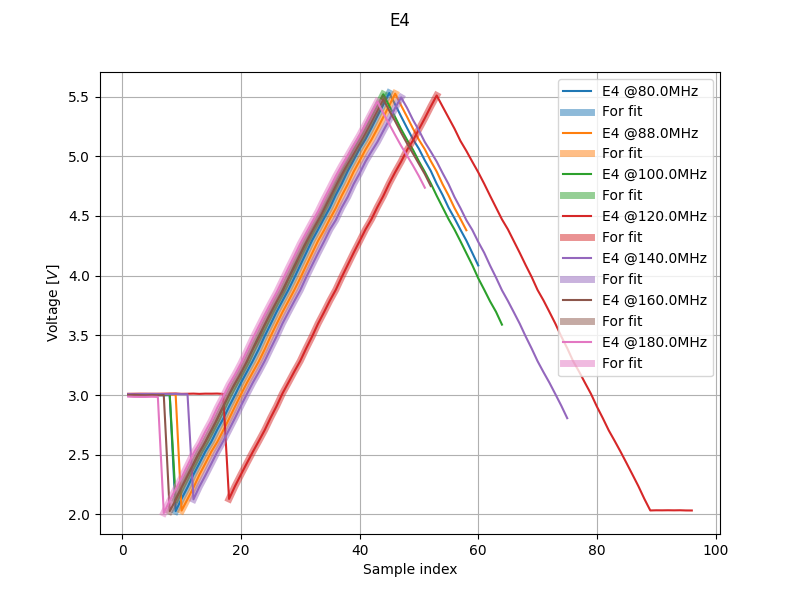 E4
5.5
5.0
4.5
4.0
3.5
3.0
2.5
2.0
Voltage [V]
0
20
40
60
80
100
Sample index
E4 @80.0MHz
For fit
E4 @88.0MHz
For fit
E4 @100.0MHz
For fit
E4 @120.0MHz
For fit
E4 @140.0MHz
For fit
E4 @160.0MHz
For fit
E4 @180.0MHz
For fit